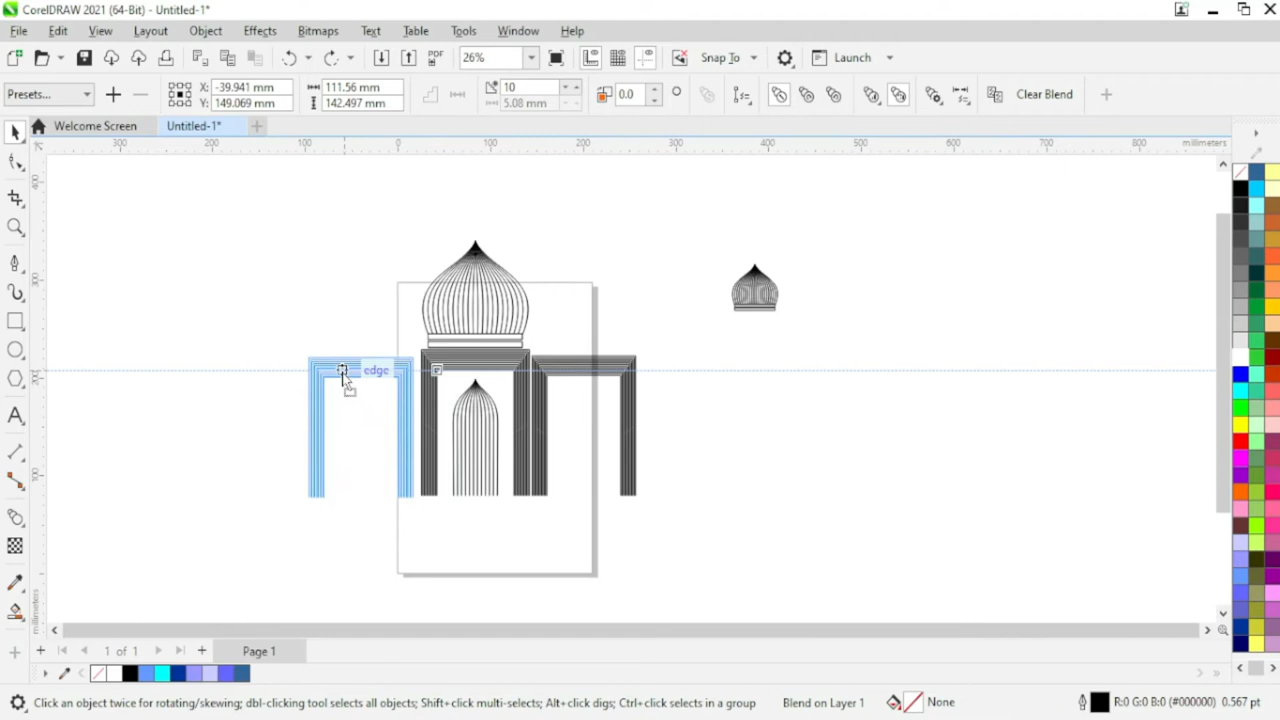 CorelDRAW 2021 (64-Bit) - Untitled-1*
File Edit View Layout Object Effects Bitmaps Text Table Tools Window Help
PDF 26% Snap To Launch
Presets... X: -39.941 mm 111.56 mm 10 0.0 Clear Blend
Y: 149.069 mm 142.497 mm 5.08 mm
Welcome Screen Untitled-1*
300 200 100 0 100 200 300 400 500 600 700 800 millimeters
400
300
edge
100
millimeters
1 of 1 Page 1
Click an object twice for rotating/skewing; dbl-clicking tool selects all objects; Shift+click multi-selects; Alt+click digs; Ctrl+click selects in a group Blend on Layer 1 None R:0 G:0 B:0 (#000000) 0.567 pt